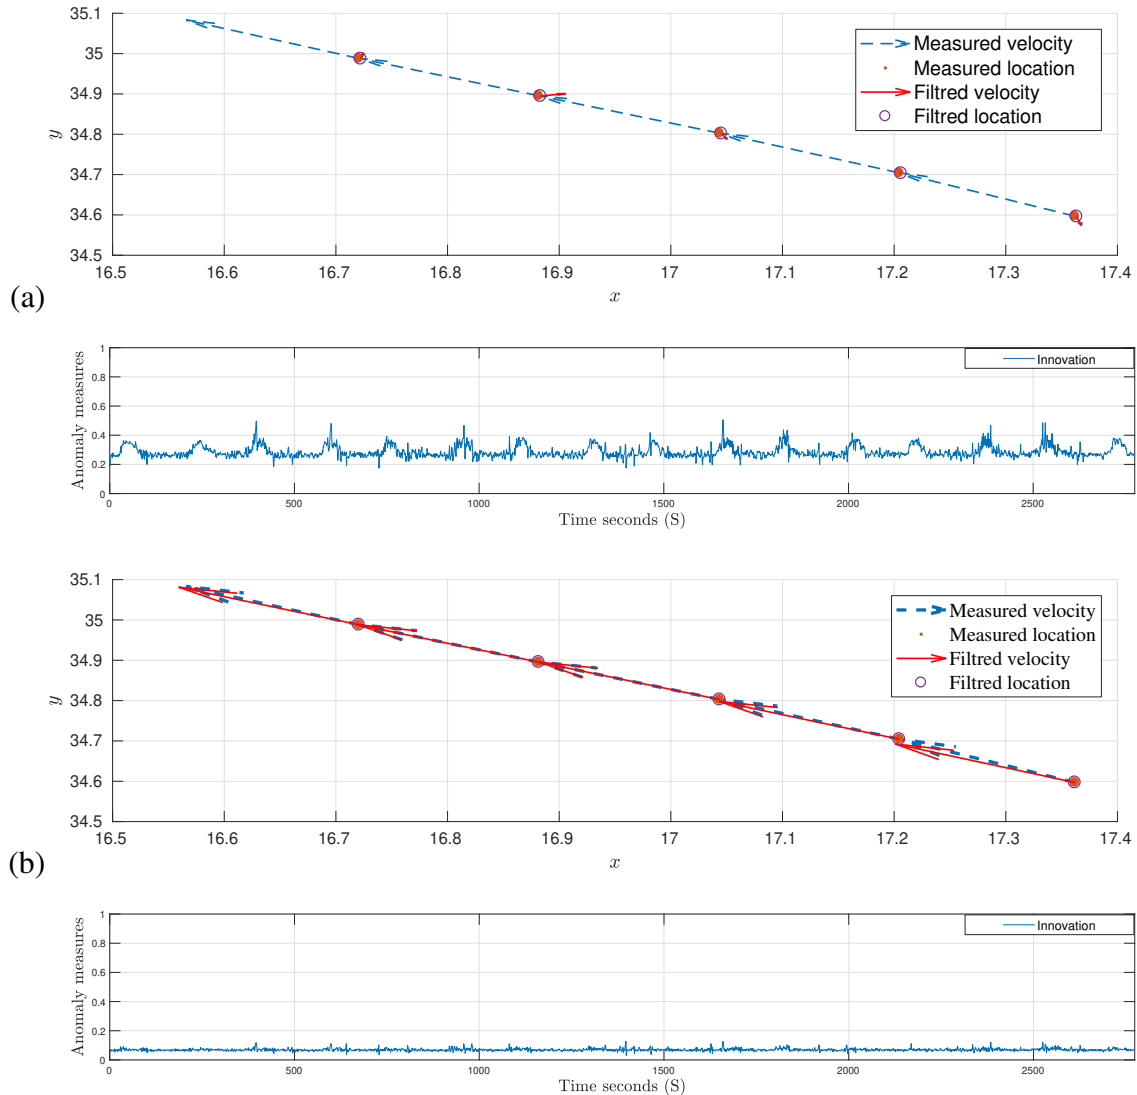 35.1
35
34.9
34.8
34.7
34.6
34.5
y
Measured velocity
Measured location
Filtred velocity
Filtred location
16.5 16.6 16.7 16.8 16.9 17 17.1 17.2 17.3 17.4
x
(a)
1
0.8
0.6
0.4
0.2
0
Anomaly measures
Innovation
0 500 1000 1500 2000 2500
Time seconds (S)
35.1
35
34.9
34.8
34.7
34.6
34.5
y
Measured velocity
Measured location
Filtred velocity
Filtred location
16.5 16.6 16.7 16.8 16.9 17 17.1 17.2 17.3 17.4
x
(b)
1
0.8
0.6
0.4
0.2
0
Anomaly measures
Innovation
0 500 1000 1500 2000 2500
Time seconds (S)